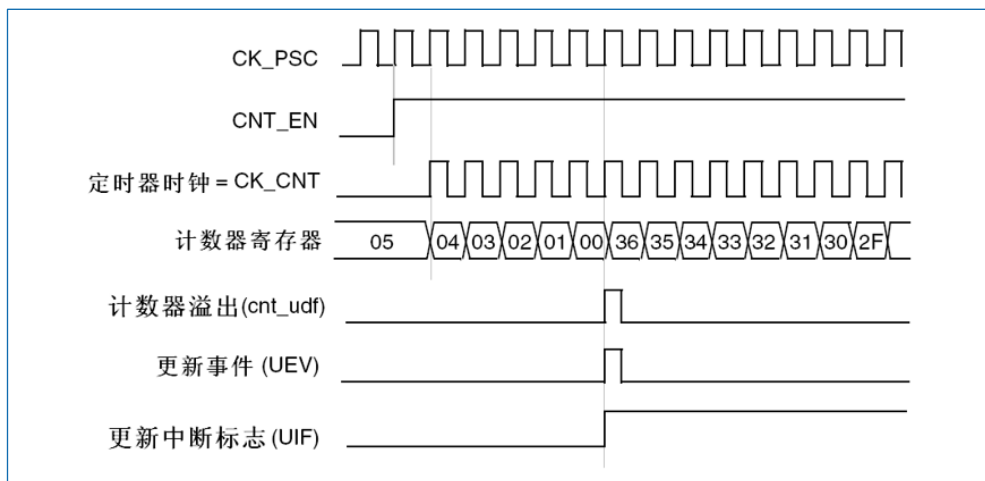 CK_PSC
CNT_EN
定时器时钟 = CK_CNT
计数器寄存器 05 04 03 02 01 00 36 35 34 33 32 31 30 2F
计数器溢出(cnt_udf)
更新事件 (UEV)
更新中断标志 (UIF)